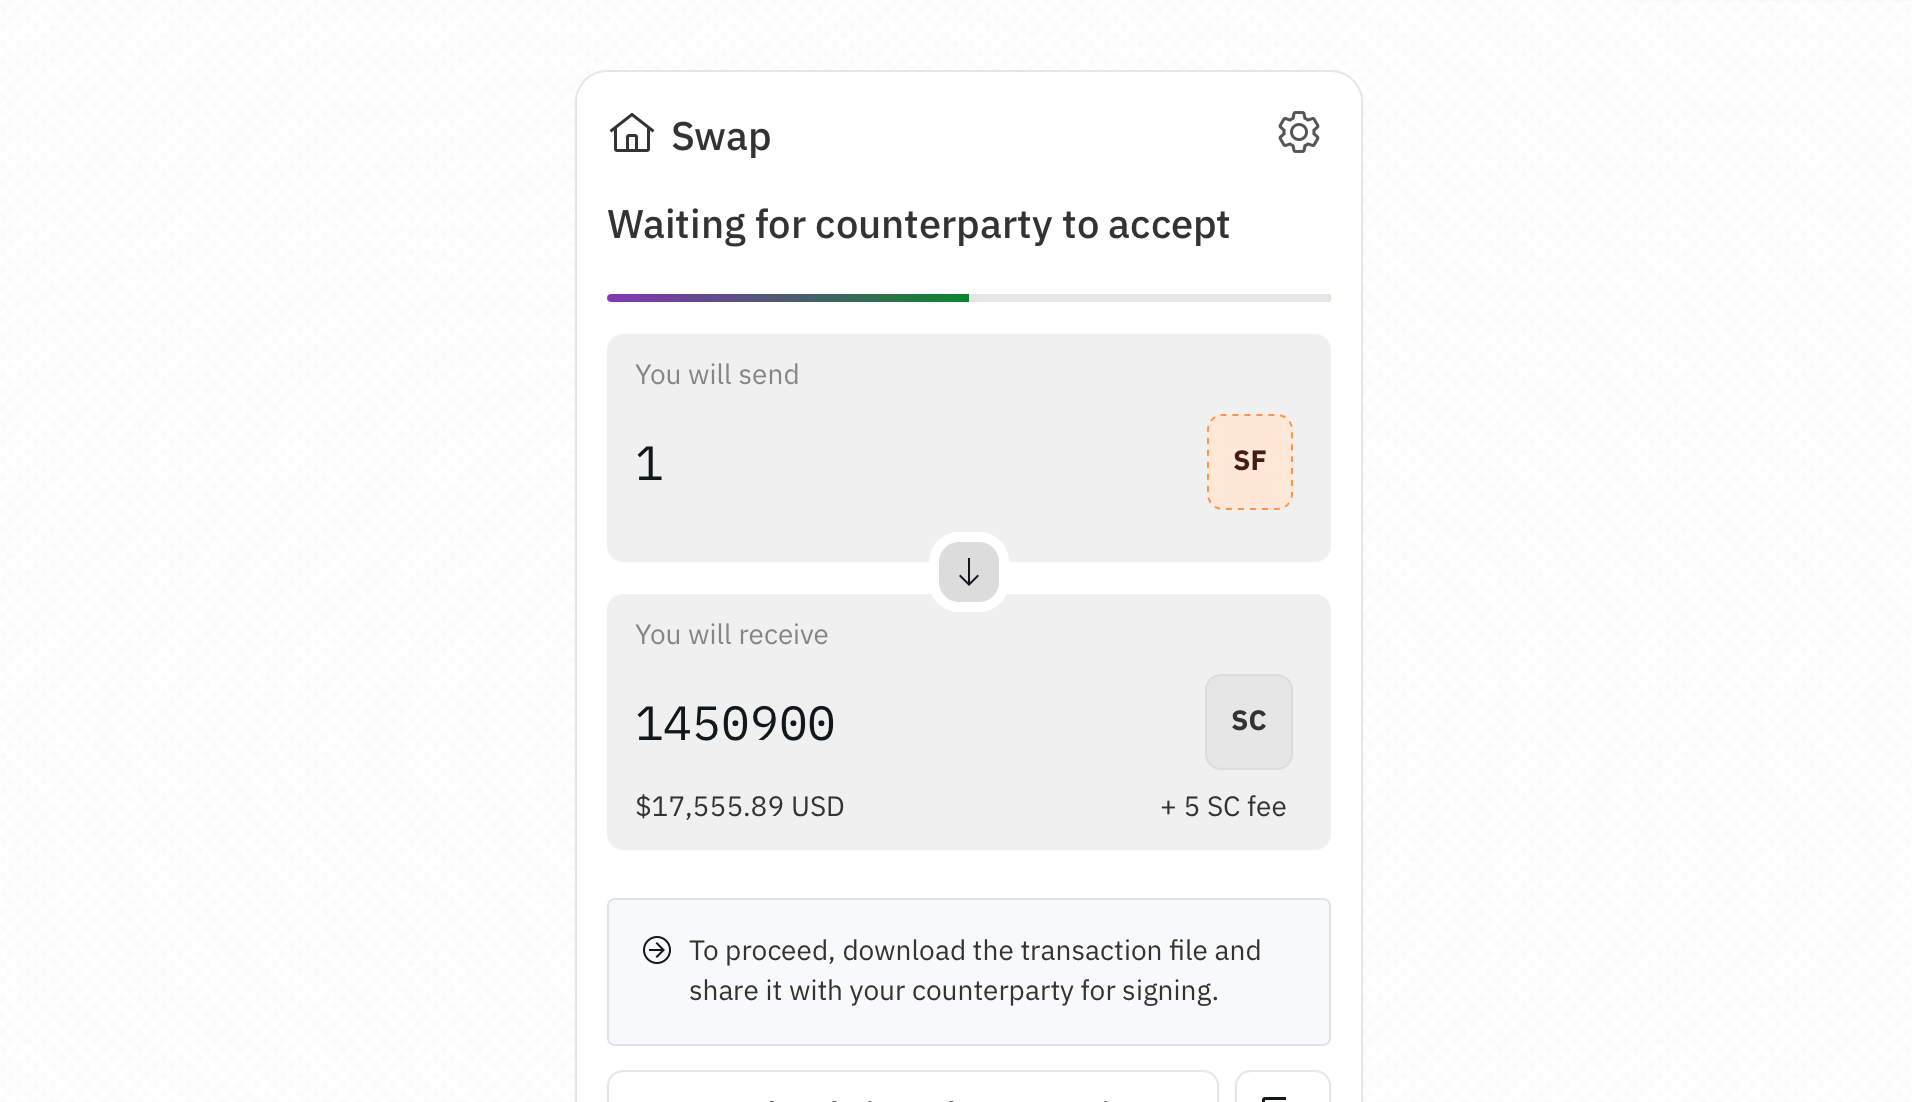 Swap
Waiting for counterparty to accept
You will send
1
SF
You will receive
1450900
SC
$17,555.89 USD
+ 5 SC fee
To proceed, download the transaction file and
share it with your counterparty for signing.